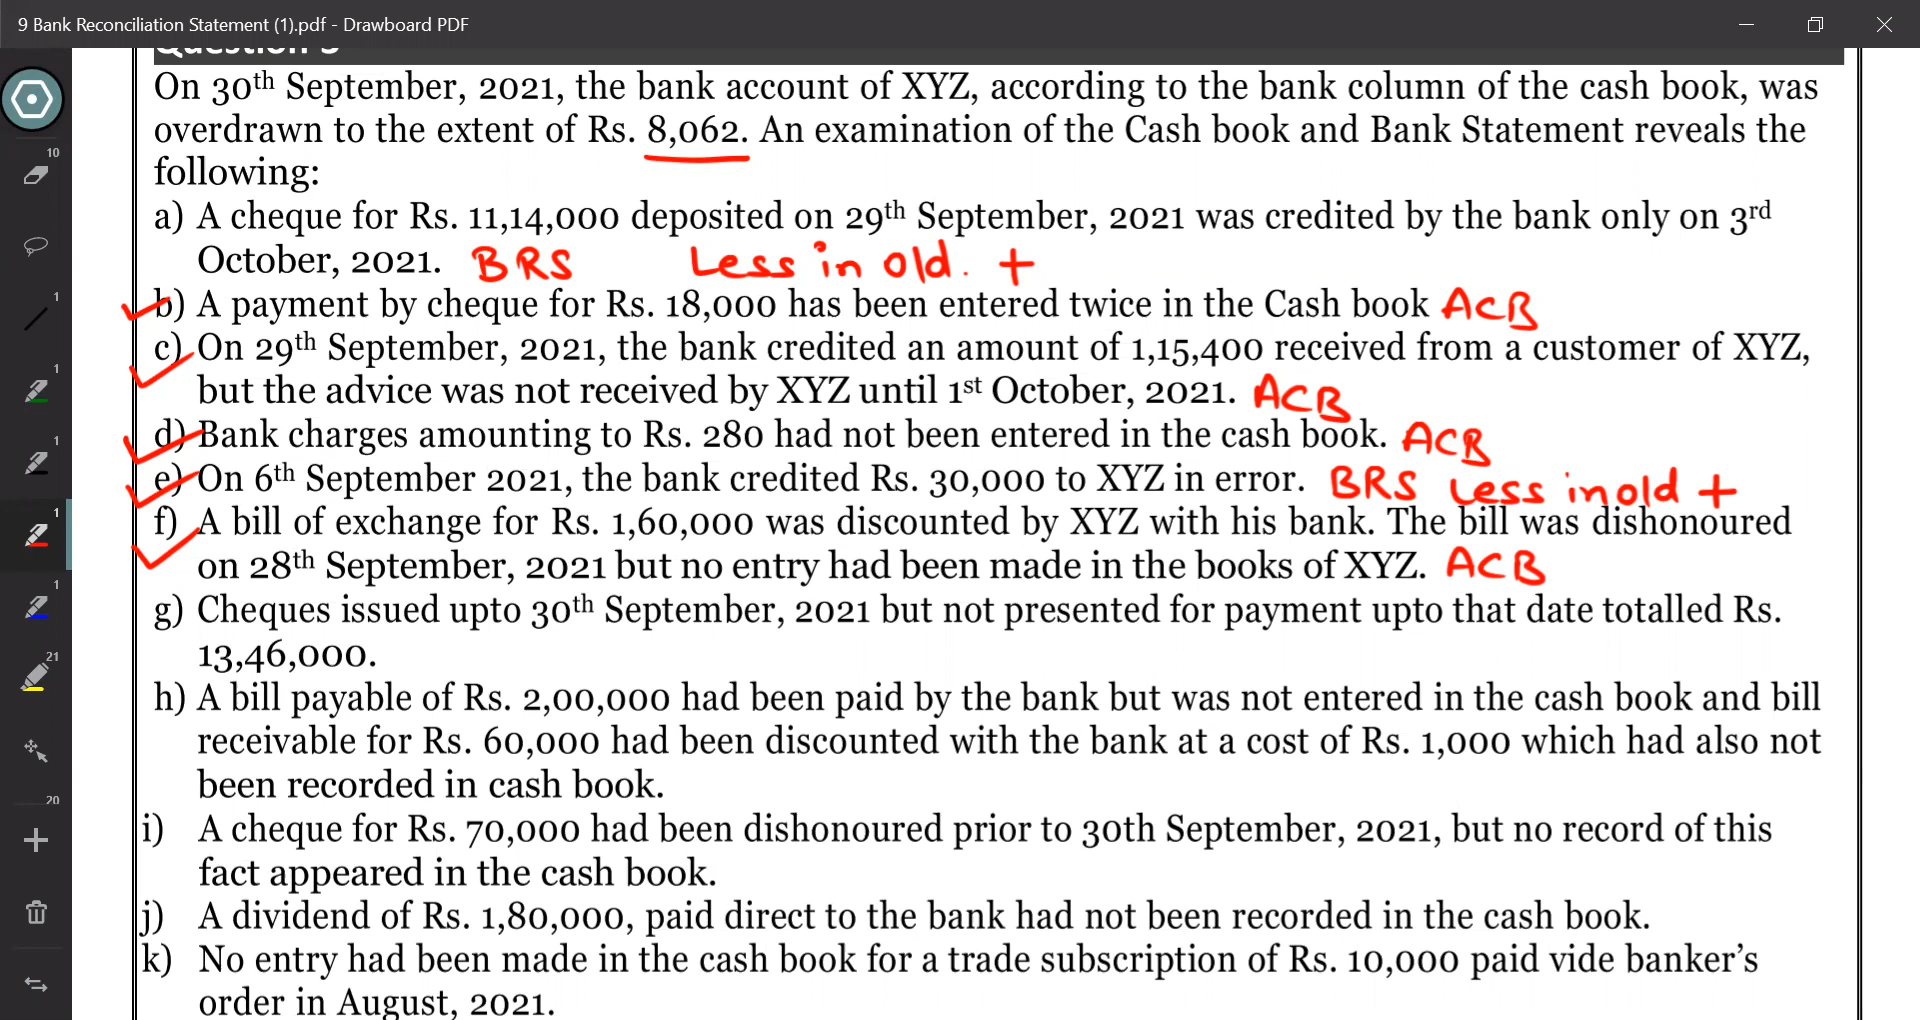 9 Bank Reconciliation Statement (1).pdf - Drawboard PDF
On 30th September, 2021, the bank account of XYZ, according to the bank column of the cash book, was
overdrawn to the extent of Rs. 8,062. An examination of the Cash book and Bank Statement reveals the
following:
a) A cheque for Rs. 11,14,000 deposited on 29th September, 2021 was credited by the bank only on 3rd
October, 2021. BRS Less in old. +
b) A payment by cheque for Rs. 18,000 has been entered twice in the Cash book ACB
c) On 29th September, 2021, the bank credited an amount of 1,15,400 received from a customer of XYZ,
but the advice was not received by XYZ until 1st October, 2021. ACB
d) Bank charges amounting to Rs. 280 had not been entered in the cash book. ACB
e) On 6th September 2021, the bank credited Rs. 30,000 to XYZ in error. BRS Less in old +
f) A bill of exchange for Rs. 1,60,000 was discounted by XYZ with his bank. The bill was dishonoured
on 28th September, 2021 but no entry had been made in the books of XYZ. ACB
g) Cheques issued upto 30th September, 2021 but not presented for payment upto that date totalled Rs.
13,46,000.
h) A bill payable of Rs. 2,00,000 had been paid by the bank but was not entered in the cash book and bill
receivable for Rs. 60,000 had been discounted with the bank at a cost of Rs. 1,000 which had also not
been recorded in cash book.
i) A cheque for Rs. 70,000 had been dishonoured prior to 30th September, 2021, but no record of this
fact appeared in the cash book.
j) A dividend of Rs. 1,80,000, paid direct to the bank had not been recorded in the cash book.
k) No entry had been made in the cash book for a trade subscription of Rs. 10,000 paid vide banker's
order in August, 2021.
10
1
1
1
1
1
21
20